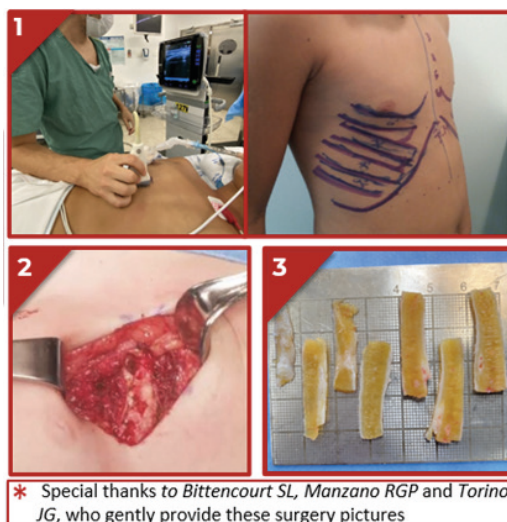 1
2
3
4 5 6 7
* Special thanks to Bittencourt SL, Manzano RGP and Torino
JG, who gently provide these surgery pictures